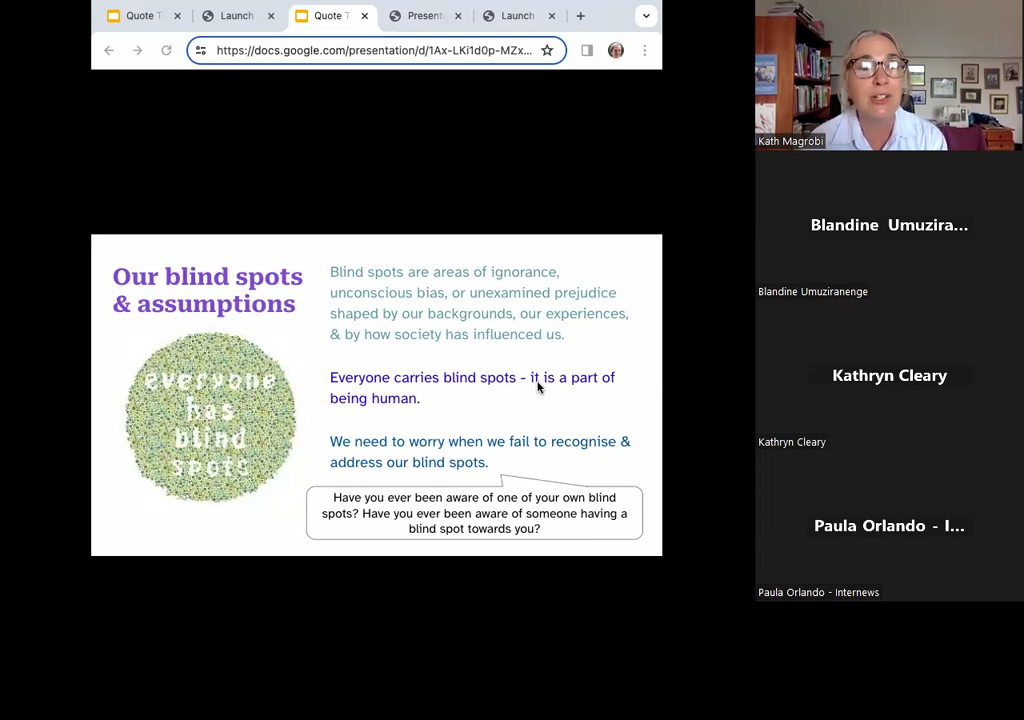 Quote T
Launch
Quote T
Present
Launch
https://docs.google.com/presentation/d/1Ax-LKi1d0p-MZx...
Our blind spots
& assumptions
everyone
has
blind
spots
Blind spots are areas of ignorance,
unconscious bias, or unexamined prejudice
shaped by our backgrounds, our experiences,
& by how society has influenced us.
Everyone carries blind spots - it is a part of
being human.
We need to worry when we fail to recognise &
address our blind spots.
Have you ever been aware of one of your own blind
spots? Have you ever been aware of someone having a
blind spot towards you?
Kath Magrobi
Blandine Umuzira...
Blandine Umuziranenge
Kathryn Cleary
Kathryn Cleary
Paula Orlando - I...
Paula Orlando - Internews